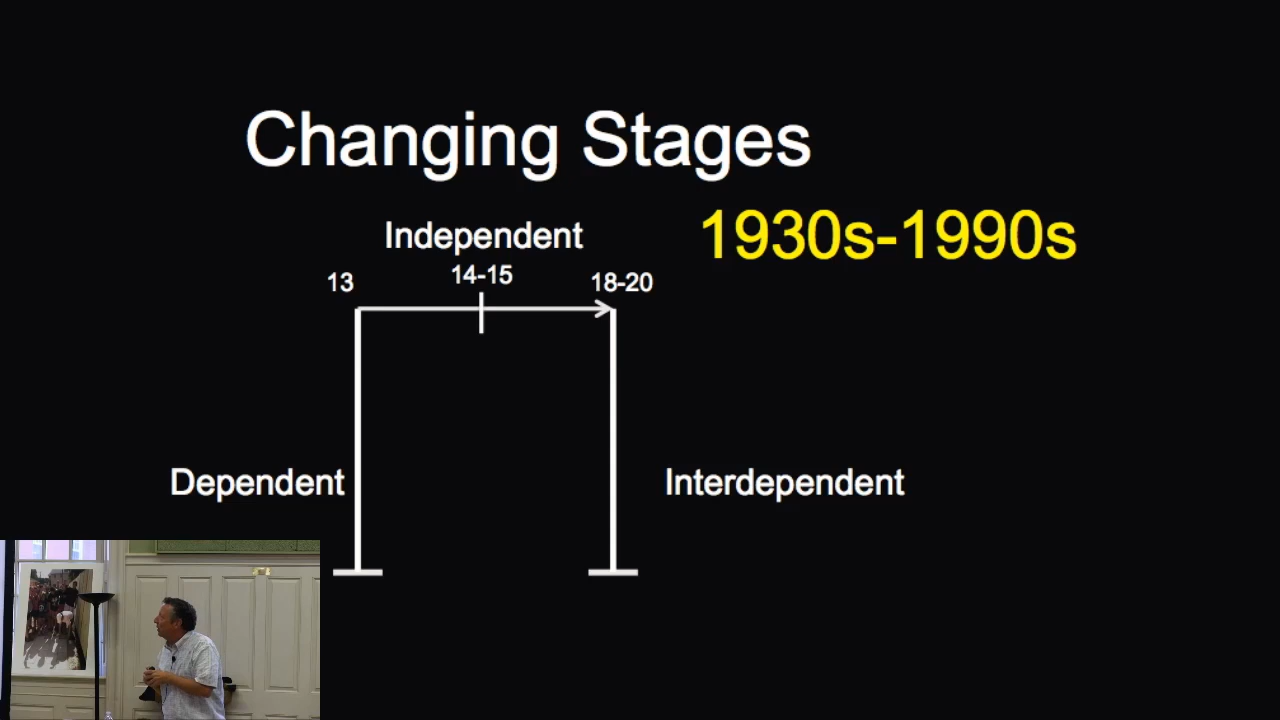 Changing Stages
1930s-1990s
Independent
13
14-15
18-20
Dependent
Interdependent